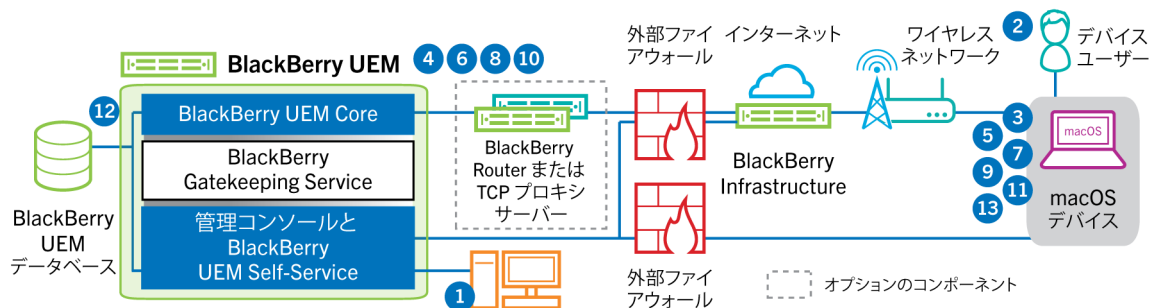 BlackBerry UEM
4
6
8
10
外部ファイ
アウォール
インターネット
ワイヤレス
ネットワーク
2
デバイス
ユーザー
12
BlackBerry UEM Core
BlackBerry
Gatekeeping Service
管理コンソールと
BlackBerry
UEM Self-Service
BlackBerry
UEM
データベース
BlackBerry
Router または
TCP プロキシ
サーバー
BlackBerry
Infrastructure
3
5
7
9
11
13
macOS
macOS
デバイス
1
外部ファイ
アウォール
オプションのコンポーネント